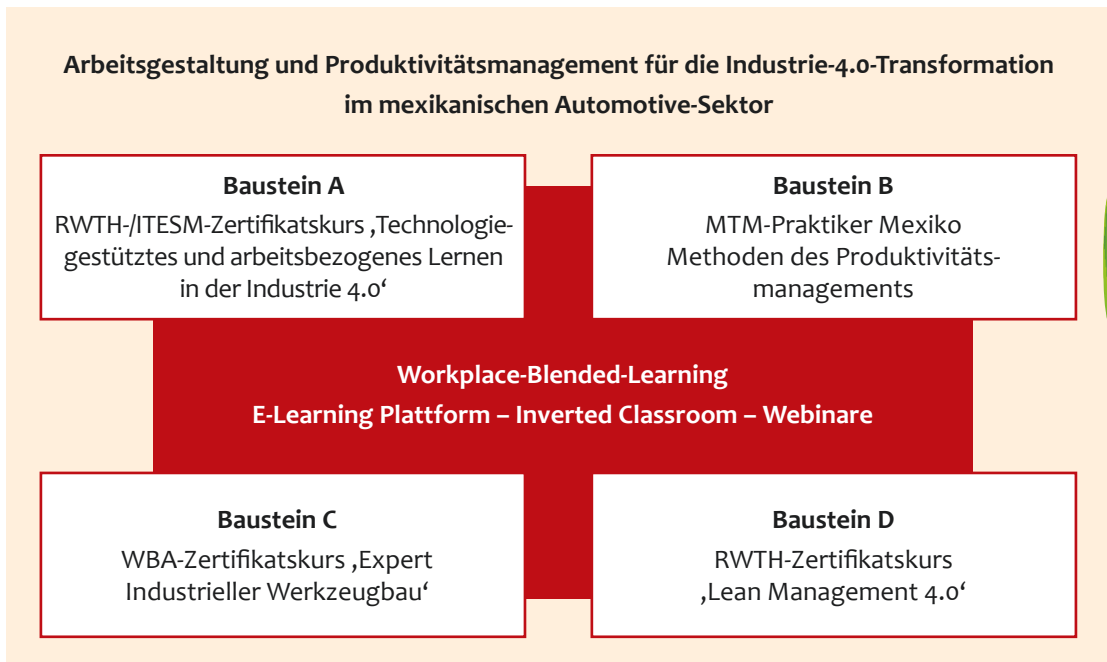 Arbeitsgestaltung und Produktivitätsmanagement für die Industrie-4.0-Transformation
im mexikanischen Automotive-Sektor
Baustein A
RWTH-/ITESM-Zertifikatskurs ‚Technologie-
gestütztes und arbeitsbezogenes Lernen
in der Industrie 4.0‘
Baustein B
MTM-Praktiker Mexiko
Methoden des Produktivitäts-
managements
Workplace-Blended-Learning
E-Learning Plattform – Inverted Classroom – Webinare
Baustein C
WBA-Zertifikatskurs ‚Expert
Industrieller Werkzeugbau‘
Baustein D
RWTH-Zertifikatskurs
‚Lean Management 4.0‘